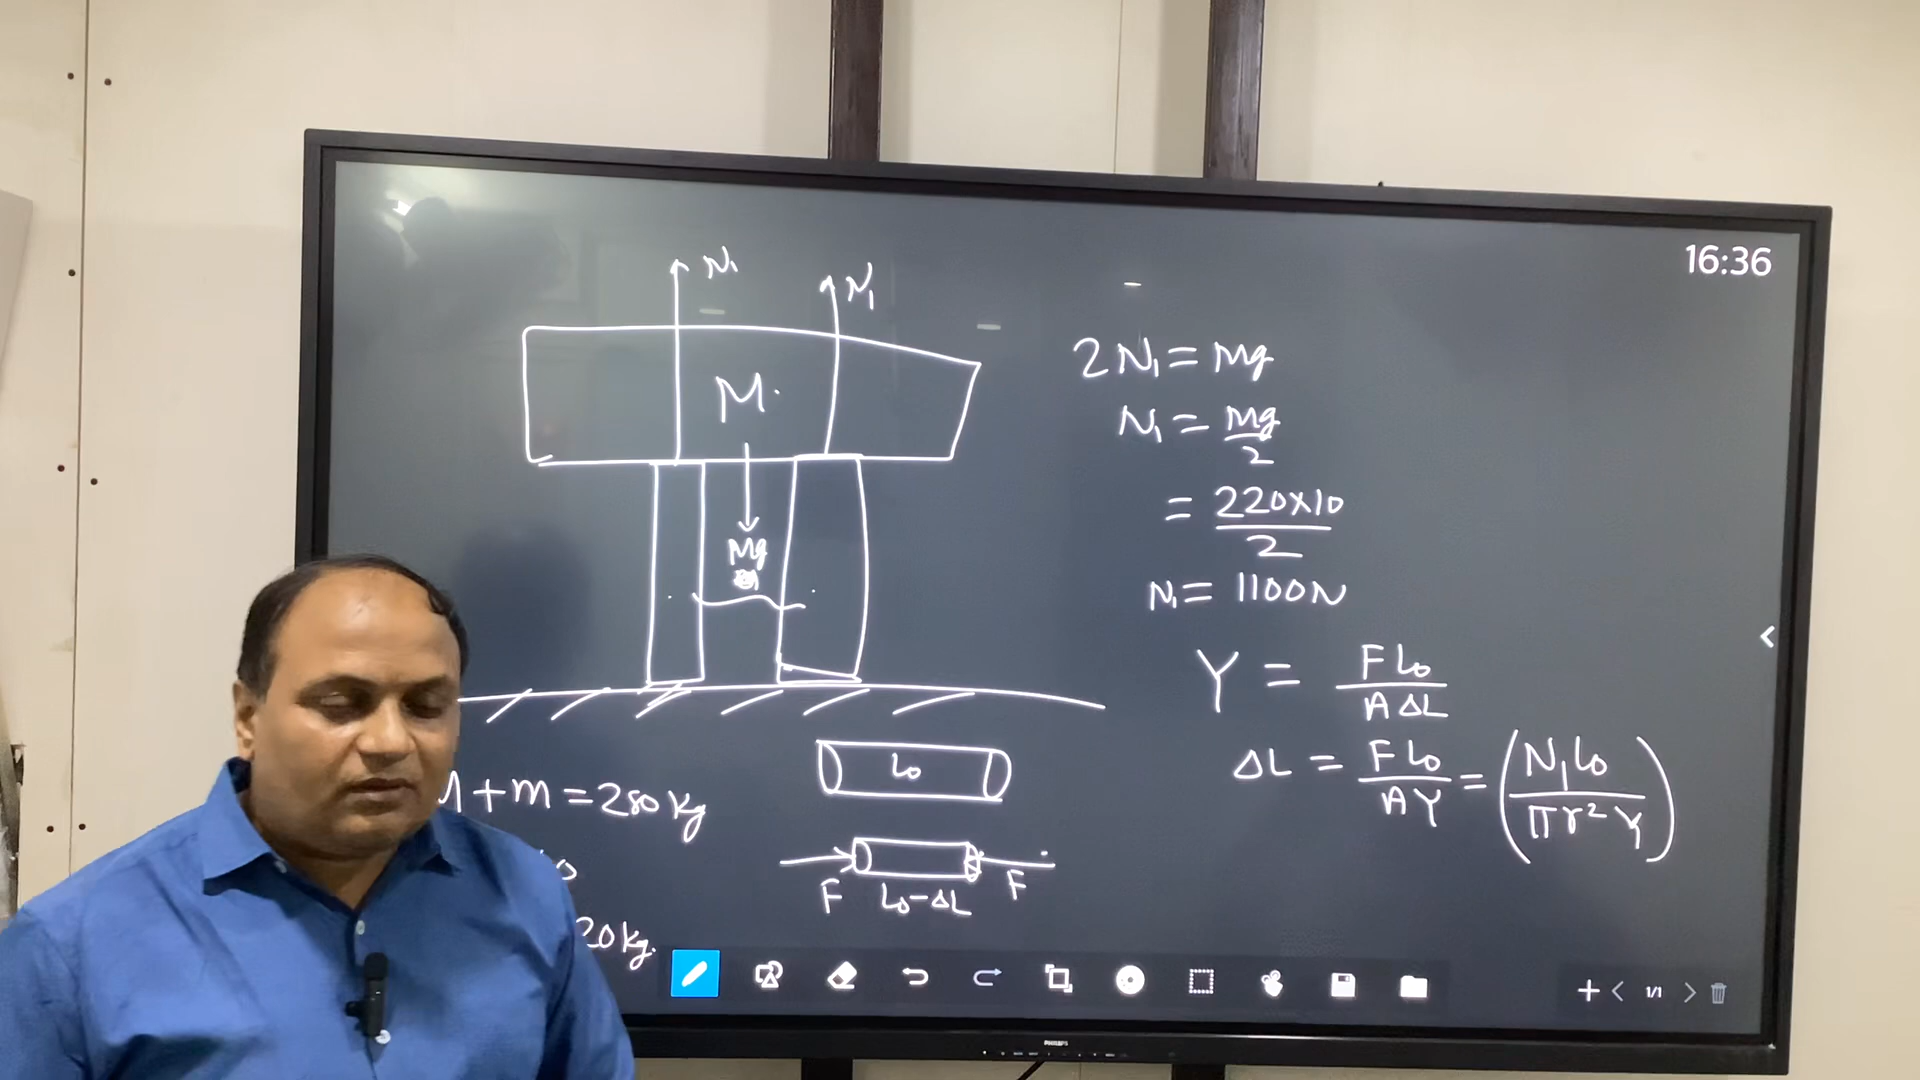 16:36
N₁
N₁
M
Mg
2N₁ = Mg
N₁ = Mg/2
= 220×10/2
N₁ = 1100N
Y = FL₀/AΔL
ΔL = FL₀/AY = (N₁L₀/πr²Y)
L₀
M + m = 280 Kg
F L₀-ΔL F
20 Kg.
1/1
PHILIPS